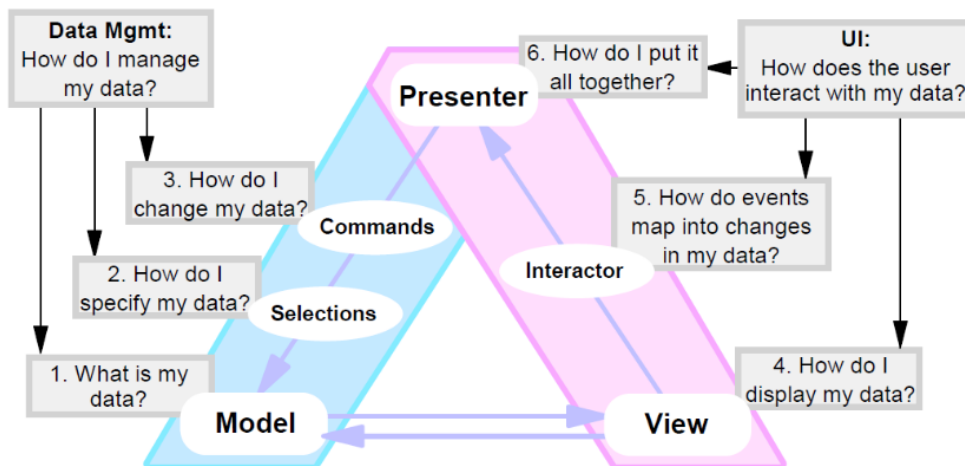 Data Mgmt:
How do I manage
my data?
UI:
How does the user
interact with my data?
6. How do I put it
all together?
Presenter
3. How do I
change my data?
Commands
5. How do events
map into changes
in my data?
Interactor
2. How do I
specify my data?
Selections
1. What is my
data?
4. How do I
display my data?
Model
View